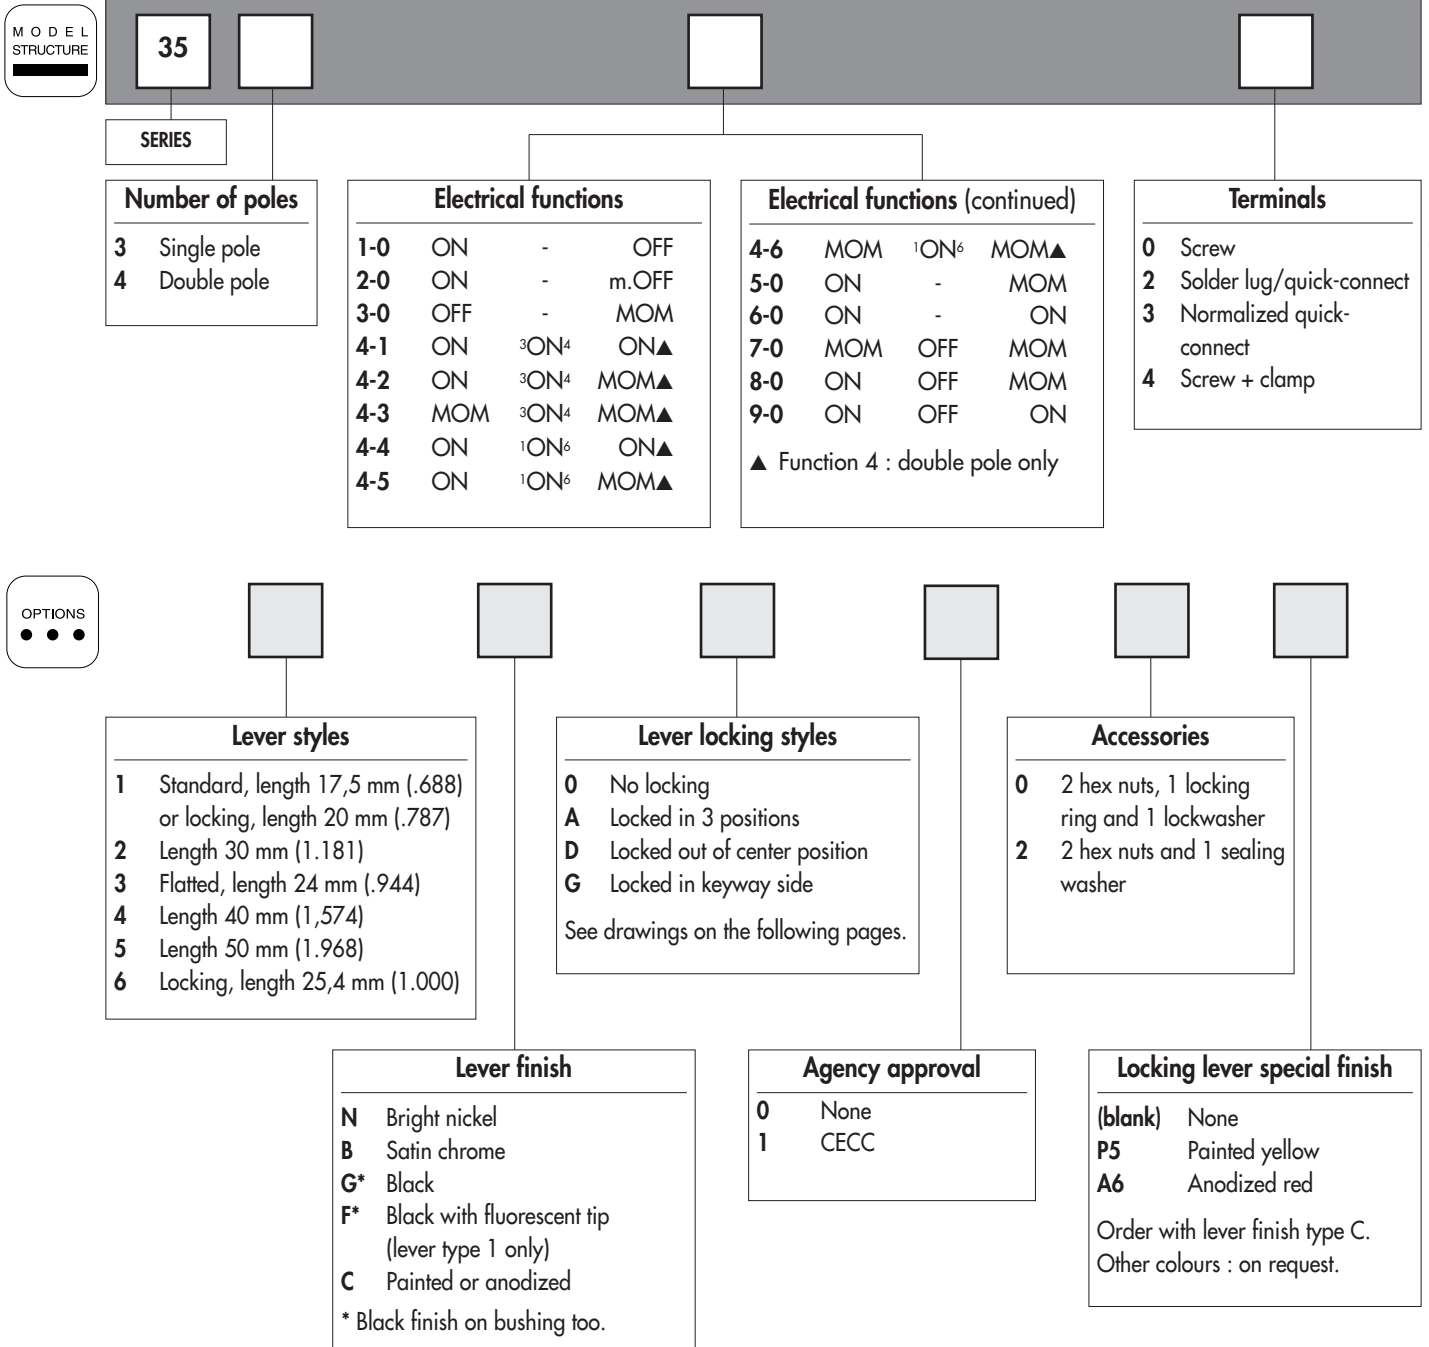 MODEL
STRUCTURE
35
SERIES
Number of poles
3 Single pole
4 Double pole
Electrical functions
1-0 ON - OFF
2-0 ON - m.OFF
3-0 OFF - MOM
4-1 ON ³ON⁴ ON▲
4-2 ON ³ON⁴ MOM▲
4-3 MOM ³ON⁴ MOM▲
4-4 ON ¹ON⁶ ON▲
4-5 ON ¹ON⁶ MOM▲
Electrical functions (continued)
4-6 MOM ¹ON⁶ MOM▲
5-0 ON - MOM
6-0 ON - ON
7-0 MOM OFF MOM
8-0 ON OFF MOM
9-0 ON OFF ON
▲ Function 4 : double pole only
Terminals
0 Screw
2 Solder lug/quick-connect
3 Normalized quick-
connect
4 Screw + clamp
OPTIONS
Lever styles
1 Standard, length 17,5 mm (.688)
or locking, length 20 mm (.787)
2 Length 30 mm (1.181)
3 Flatted, length 24 mm (.944)
4 Length 40 mm (1,574)
5 Length 50 mm (1.968)
6 Locking, length 25,4 mm (1.000)
Lever locking styles
0 No locking
A Locked in 3 positions
D Locked out of center position
G Locked in keyway side
See drawings on the following pages.
Accessories
0 2 hex nuts, 1 locking
ring and 1 lockwasher
2 2 hex nuts and 1 sealing
washer
Lever finish
N Bright nickel
B Satin chrome
G* Black
F* Black with fluorescent tip
(lever type 1 only)
C Painted or anodized
* Black finish on bushing too.
Agency approval
0 None
1 CECC
Locking lever special finish
(blank) None
P5 Painted yellow
A6 Anodized red
Order with lever finish type C.
Other colours : on request.